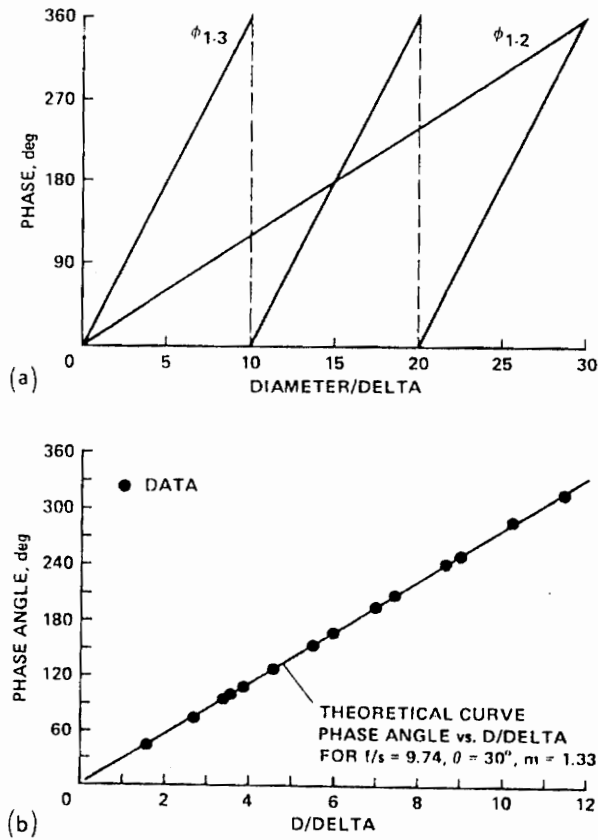 360
270
180
90
0
PHASE, deg
ϕ1-3
ϕ1-2
5
10
15
20
25
30
DIAMETER/DELTA
(a)
360
300
240
180
120
60
0
PHASE ANGLE, deg
DATA
THEORETICAL CURVE
PHASE ANGLE vs. D/DELTA
FOR f/s = 9.74, θ = 30°, m = 1.33
2
4
6
8
10
12
D/DELTA
(b)